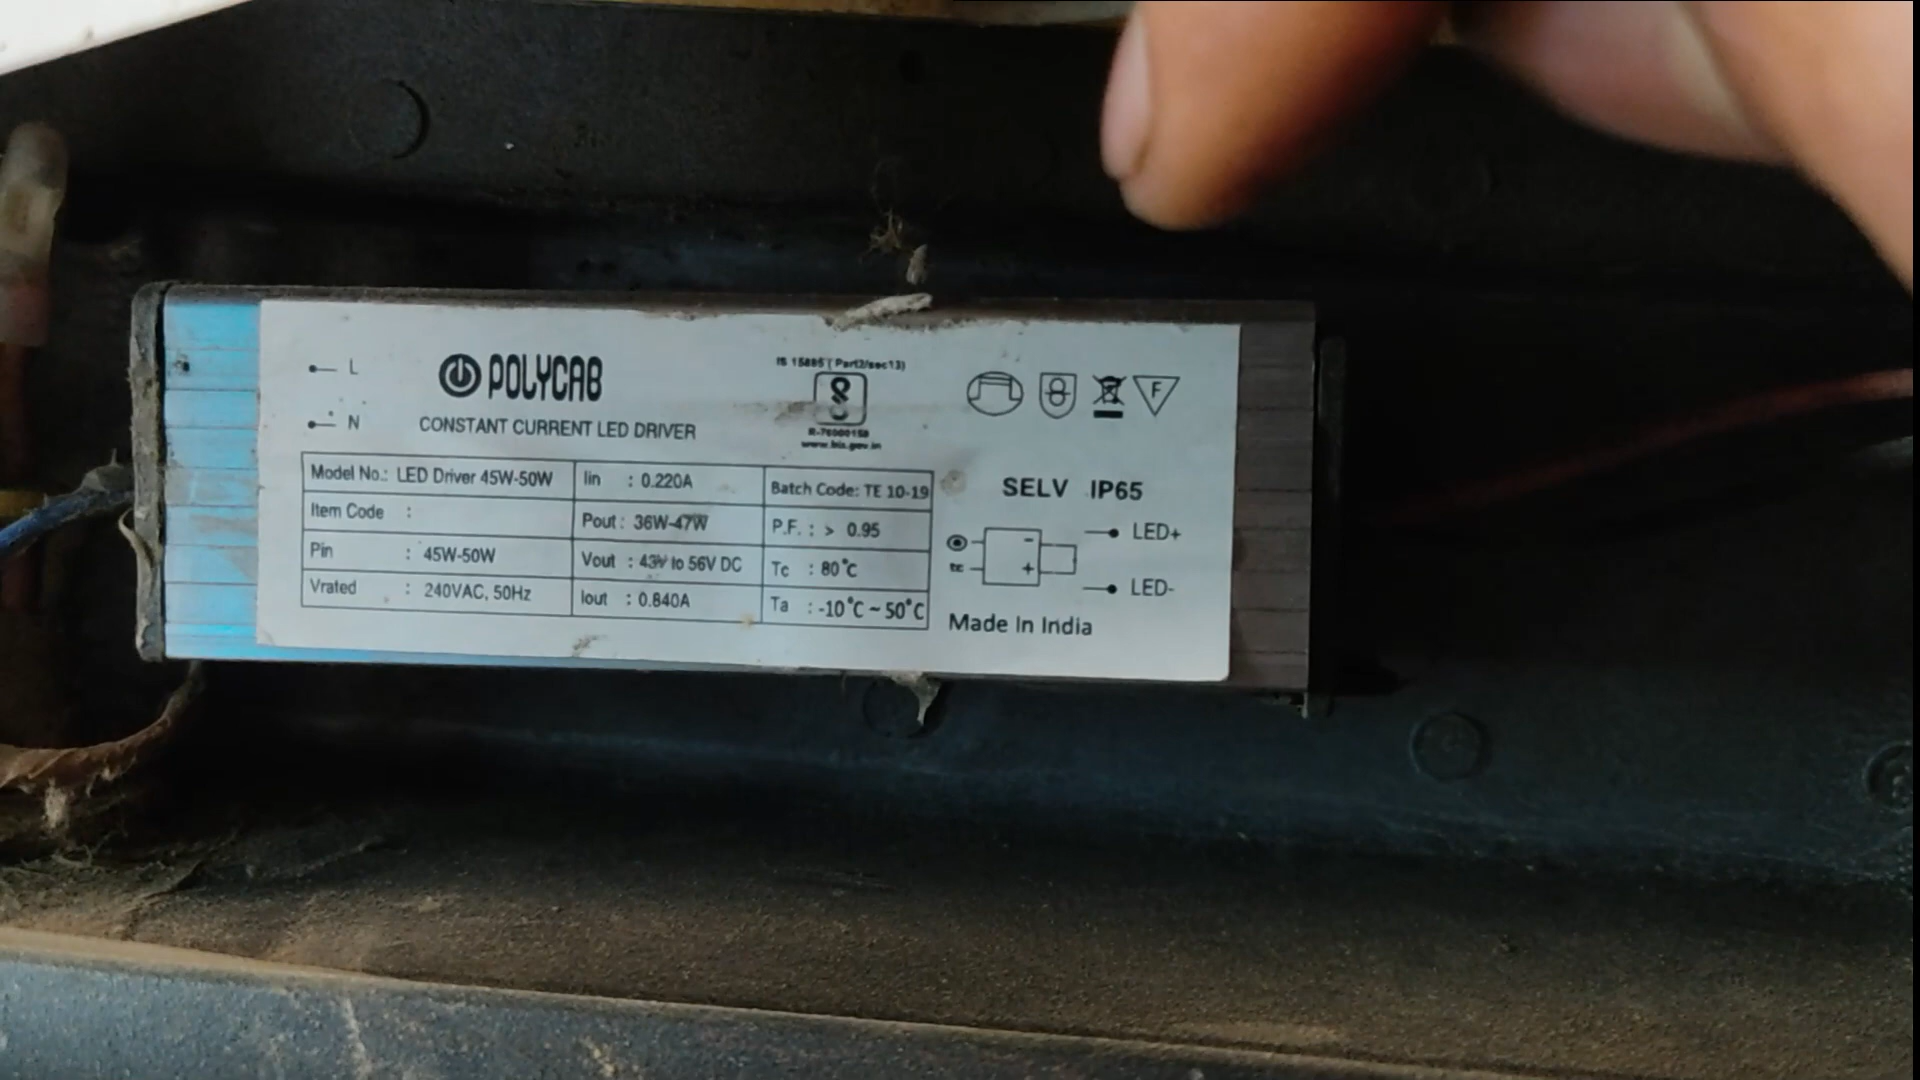 L
POLYCAB
N
CONSTANT CURRENT LED DRIVER
IS 15885 ( Part2/sec13)
www.bis.gov.in
F
Model No.: LED Driver 45W-50W
Iin : 0.220A
Batch Code: TE 10-19
Item Code :
Pout : 36W-47W
P.F. : > 0.95
Pin : 45W-50W
Vout : 43V to 56V DC
Tc : 80°C
Vrated : 240VAC, 50Hz
Iout : 0.840A
Ta : -10°C ~ 50°C
SELV IP65
LED+
- +
tc
LED-
Made In India